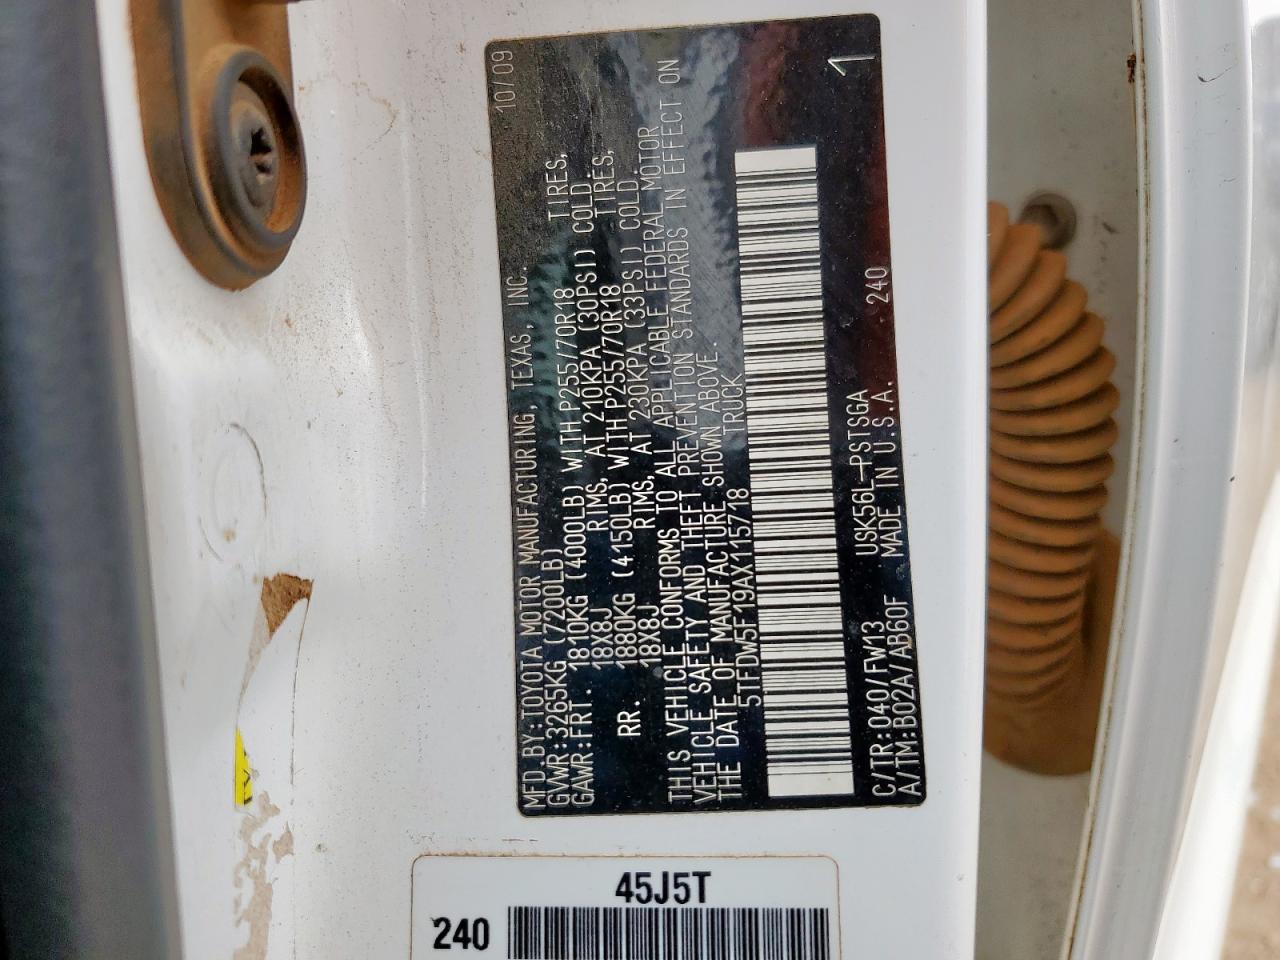 MFD.BY:TOYOTA MOTOR MANUFACTURING, TEXAS, INC. 10/09
GVWR:3265KG(7200LB)
GAWR:FRT. 1810KG (4000LB) WITH P255/70R18 TIRES,
18X8J RIMS, AT 210KPA (30PSI) COLD.
RR. 1880KG (4150LB) WITH P255/70R18 TIRES,
18X8J RIMS, AT 230KPA (33PSI) COLD.
THIS VEHICLE CONFORMS TO ALL APPLICABLE FEDERAL MOTOR
VEHICLE SAFETY AND THEFT PREVENTION STANDARDS IN EFFECT ON
THE DATE OF MANUFACTURE SHOWN ABOVE.
5TFDW5F19AX115718 TRUCK
1
C/TR:040/FW13 USK56L-PSTSGA 240
A/TM:B02A/AB60F MADE IN U.S.A.
45J5T
240